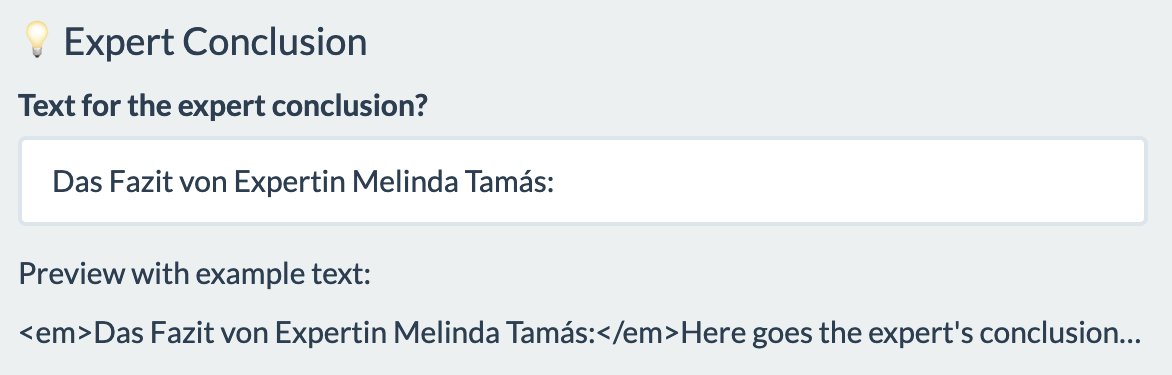 💡 Expert Conclusion
Text for the expert conclusion?
Das Fazit von Expertin Melinda Tamás:
Preview with example text:
<em>Das Fazit von Expertin Melinda Tamás:</em>Here goes the expert's conclusion...